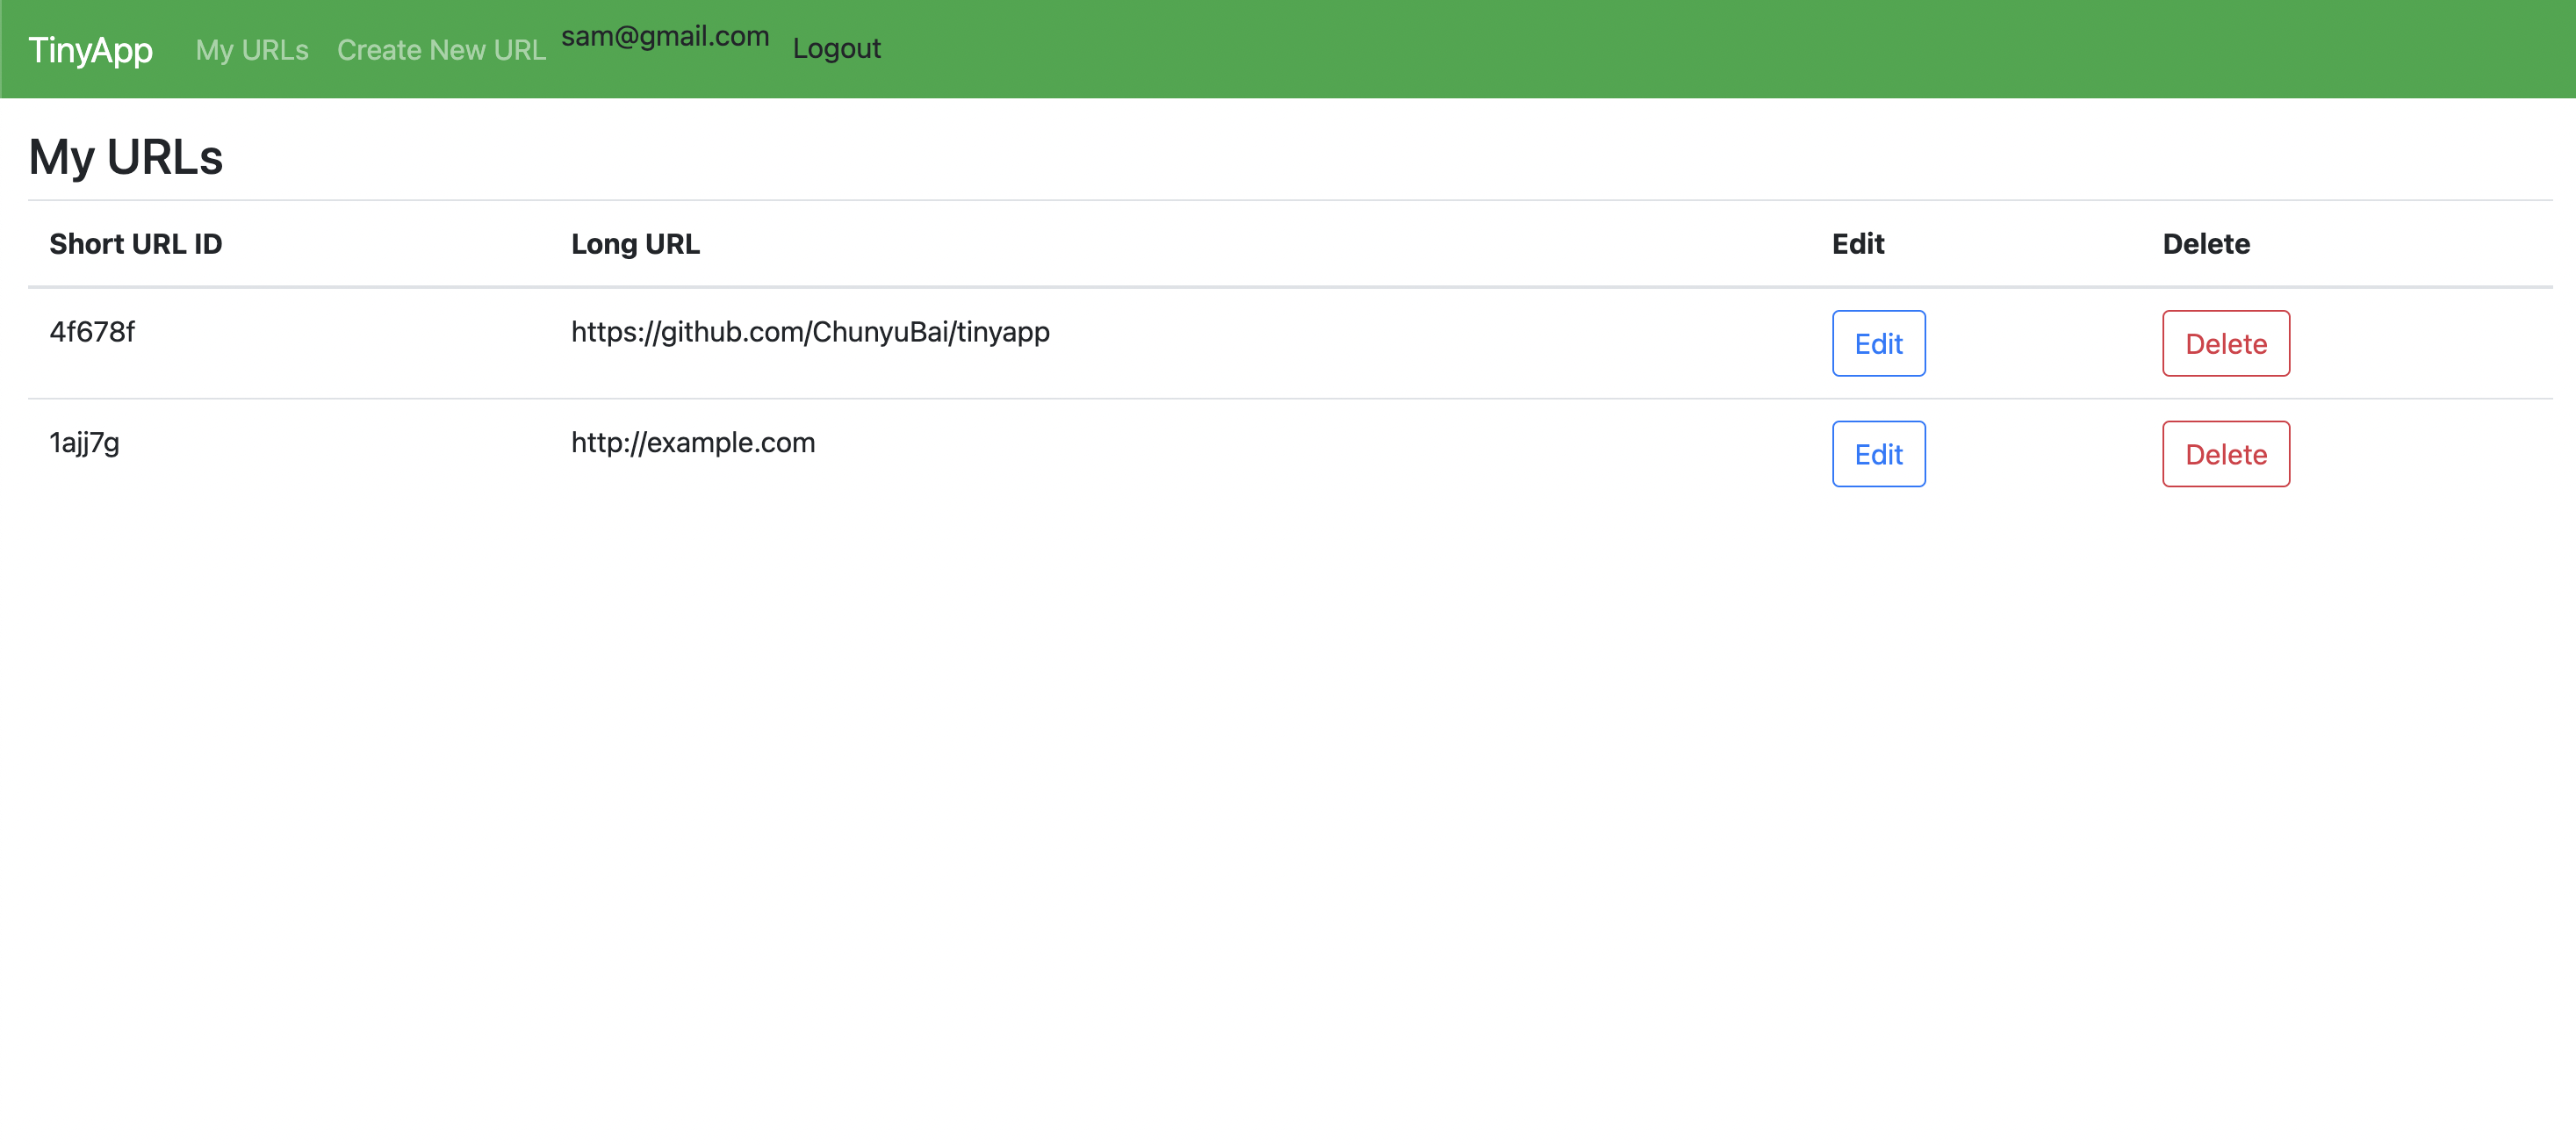 TinyApp My URLs Create New URL sam@gmail.com Logout
My URLs
Short URL ID Long URL Edit Delete
4f678f https://github.com/ChunyuBai/tinyapp Edit Delete
1ajj7g http://example.com Edit Delete